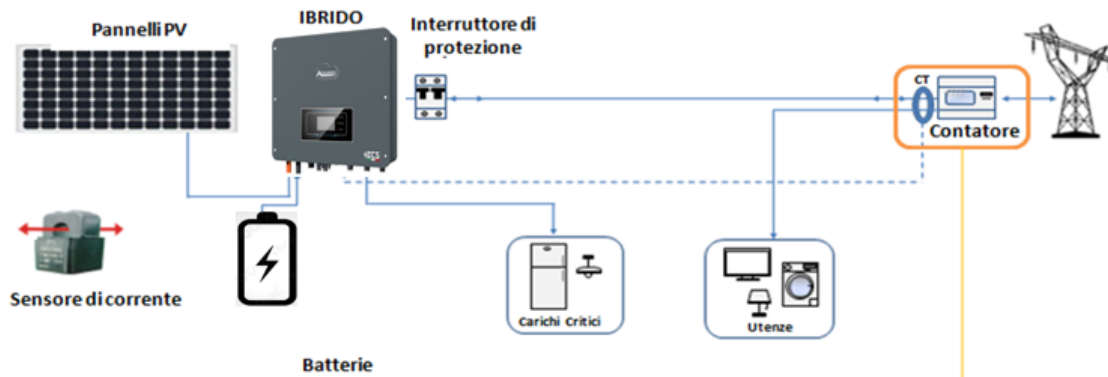 Pannelli PV
IBRIDO
Interruttore di
protezione
CT
Contatore
Sensore di corrente
Carichi Critici
Utenze
Batterie